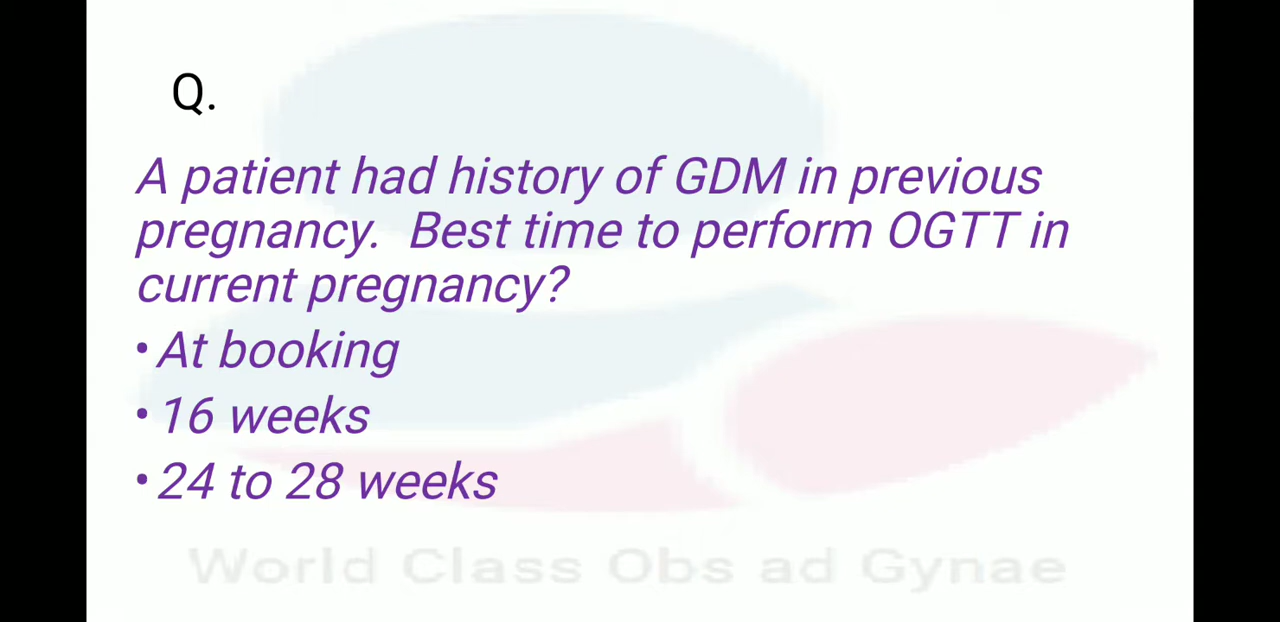 Q.
A patient had history of GDM in previous
pregnancy. Best time to perform OGTT in
current pregnancy?
• At booking
• 16 weeks
• 24 to 28 weeks
World Class Obs ad Gynae